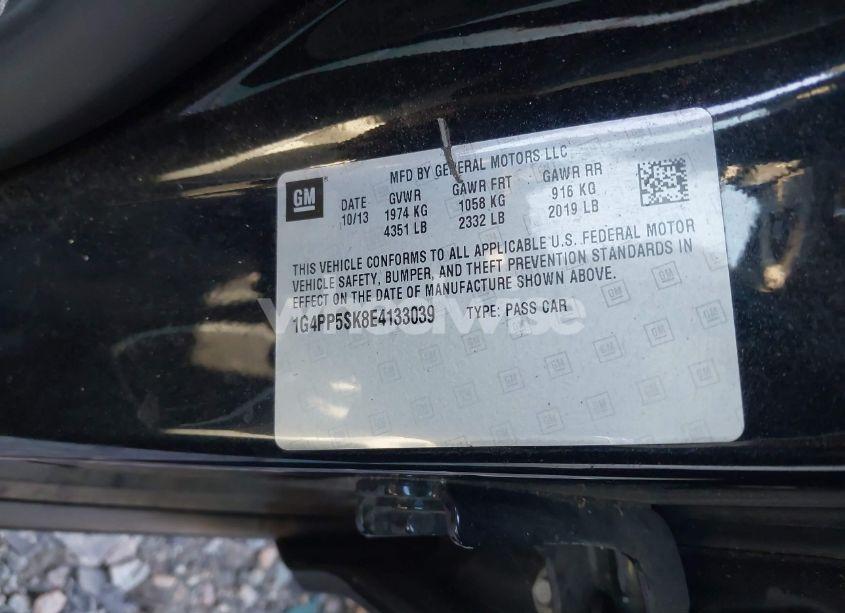 MFD BY GENERAL MOTORS LLC
GM
DATE GVWR GAWR FRT GAWR RR
10/13 1974 KG 1058 KG 916 KG
4351 LB 2332 LB 2019 LB
THIS VEHICLE CONFORMS TO ALL APPLICABLE U.S. FEDERAL MOTOR
VEHICLE SAFETY, BUMPER, AND THEFT PREVENTION STANDARDS IN
EFFECT ON THE DATE OF MANUFACTURE SHOWN ABOVE.
1G4PP5SK8E4133039 TYPE: PASS CAR